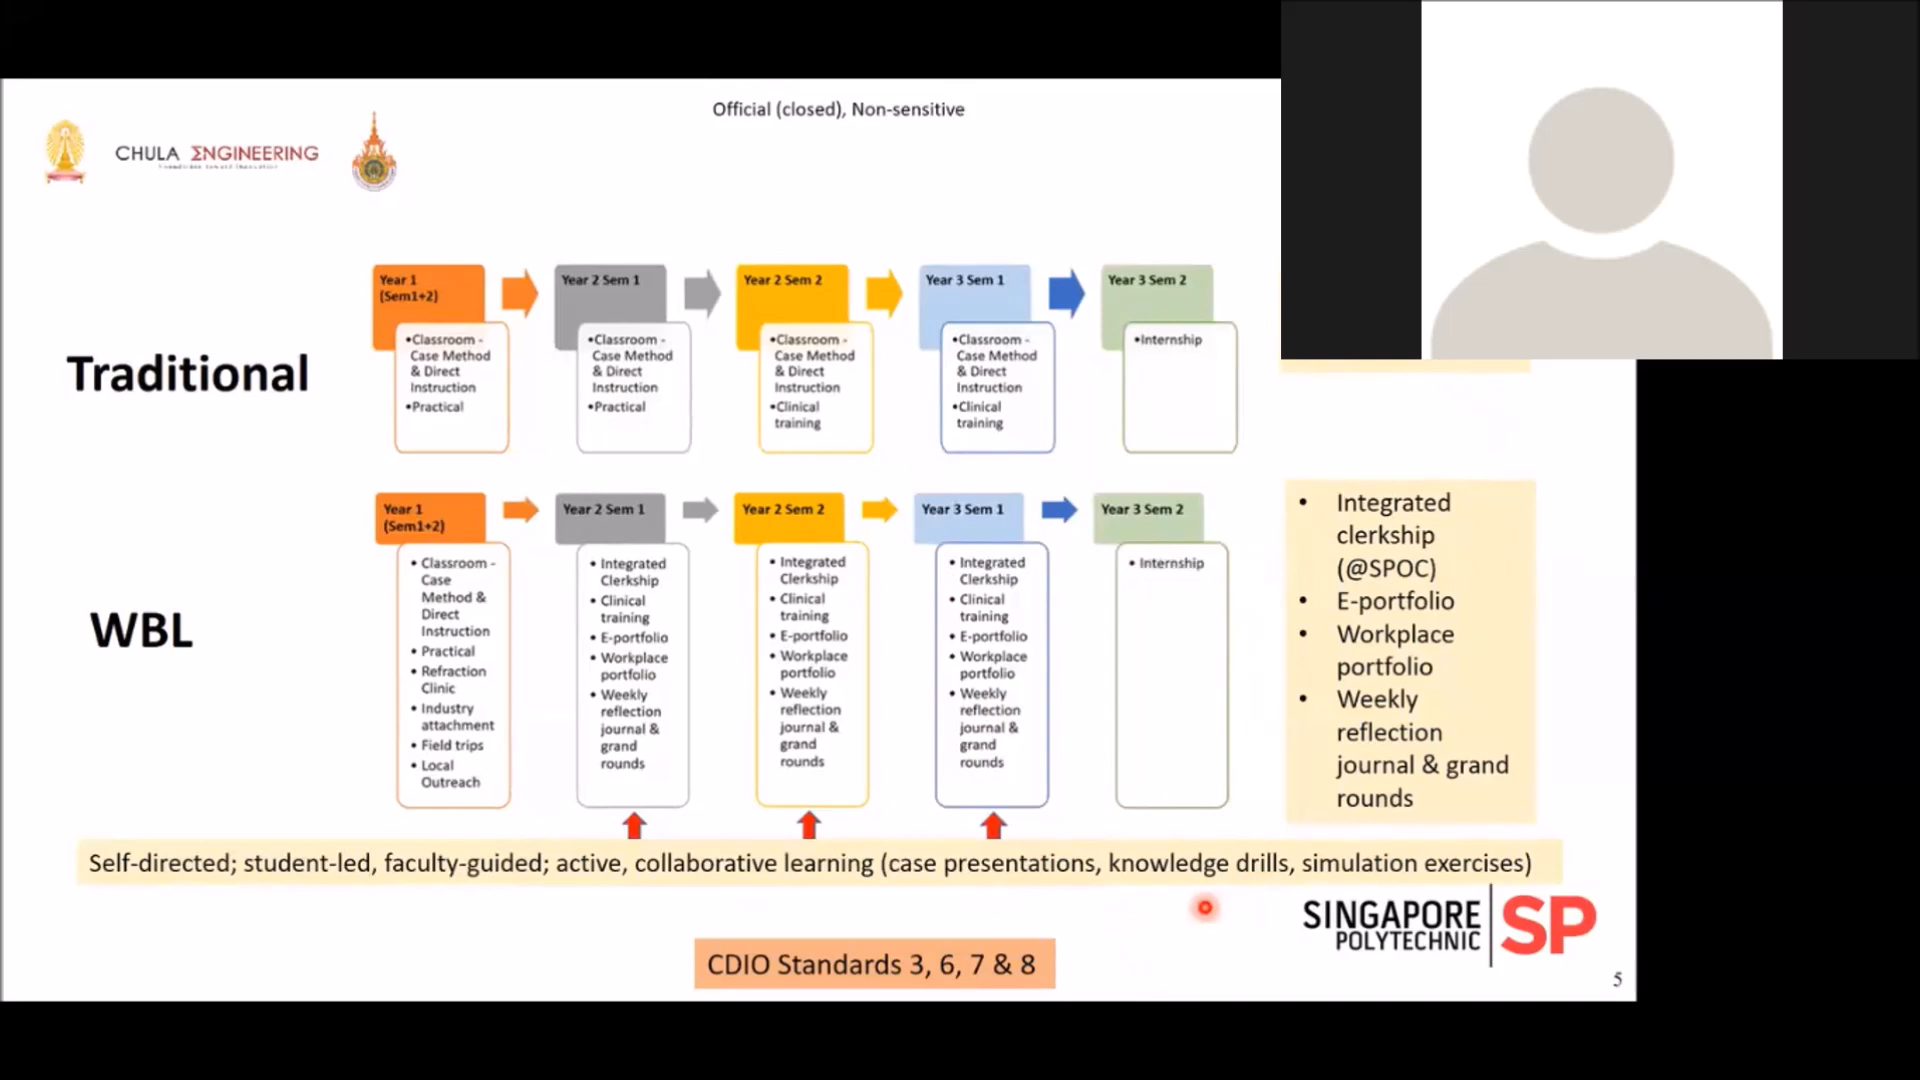 Official (closed), Non-sensitive
CHULA ΣNGINEERING
Traditional
Year 1
(Sem1+2)
•Classroom -
Case Method
& Direct
Instruction
•Practical
Year 2 Sem 1
•Classroom -
Case Method
& Direct
Instruction
•Practical
Year 2 Sem 2
•Classroom -
Case Method
& Direct
Instruction
•Clinical
training
Year 3 Sem 1
•Classroom -
Case Method
& Direct
Instruction
•Clinical
training
Year 3 Sem 2
•Internship
WBL
Year 1
(Sem1+2)
• Classroom -
Case
Method &
Direct
Instruction
• Practical
• Refraction
Clinic
• Industry
attachment
• Field trips
• Local
Outreach
Year 2 Sem 1
• Integrated
Clerkship
• Clinical
training
• E-portfolio
• Workplace
portfolio
• Weekly
reflection
journal &
grand
rounds
Year 2 Sem 2
• Integrated
Clerkship
• Clinical
training
• E-portfolio
• Workplace
portfolio
• Weekly
reflection
journal &
grand
rounds
Year 3 Sem 1
• Integrated
Clerkship
• Clinical
training
• E-portfolio
• Workplace
portfolio
• Weekly
reflection
journal &
grand
rounds
Year 3 Sem 2
• Internship
• Integrated
clerkship
(@SPOC)
• E-portfolio
• Workplace
portfolio
• Weekly
reflection
journal & grand
rounds
Self-directed; student-led, faculty-guided; active, collaborative learning (case presentations, knowledge drills, simulation exercises)
SINGAPORE
POLYTECHNIC
SP
CDIO Standards 3, 6, 7 & 8
5